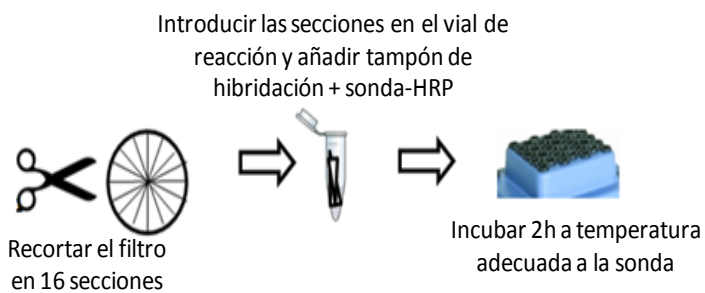 Introducir las secciones en el vial de
reacción y añadir tampón de
hibridación + sonda-HRP
Recortar el filtro
en 16 secciones
Incubar 2h a temperatura
adecuada a la sonda